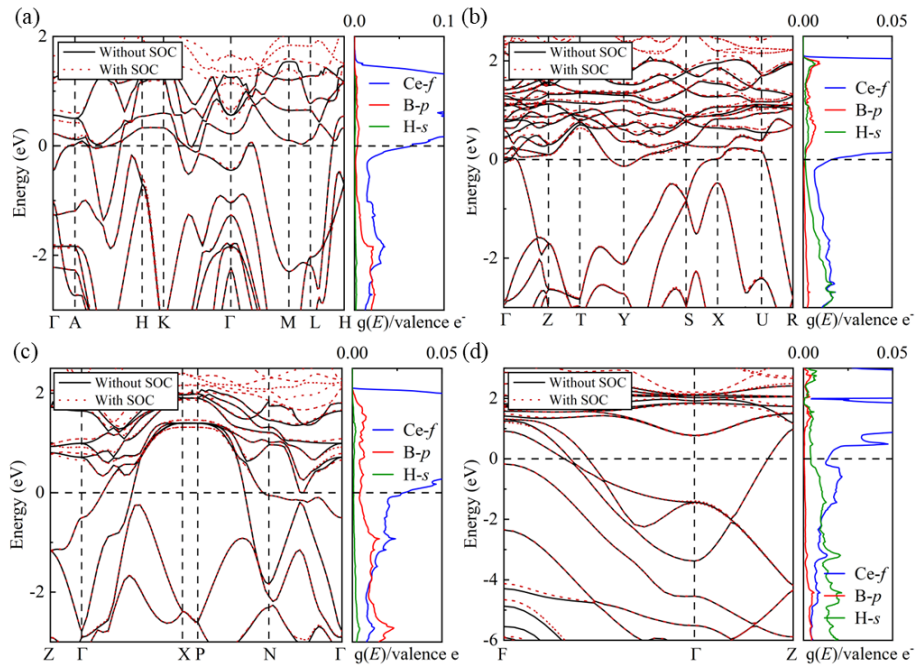 (a)
0.0 0.1
2
0
-2
Energy (eV)
Without SOC
With SOC
Ce-f
B-p
H-s
Γ A H K Γ M L H
g(E)/valence e-
(b)
0.00 0.05
2
0
-2
Energy (eV)
Without SOC
With SOC
Ce-f
B-p
H-s
Γ Z T Y S X U R
g(E)/valence e-
(c)
0.00 0.05
2
0
-2
Energy (eV)
Without SOC
With SOC
Ce-f
B-p
H-s
Z Γ X P N Γ
g(E)/valence e
(d)
0.00 0.05
2
0
-2
-4
-6
Energy (eV)
Without SOC
With SOC
Ce-f
B-p
H-s
F Γ Z
g(E)/valence e-